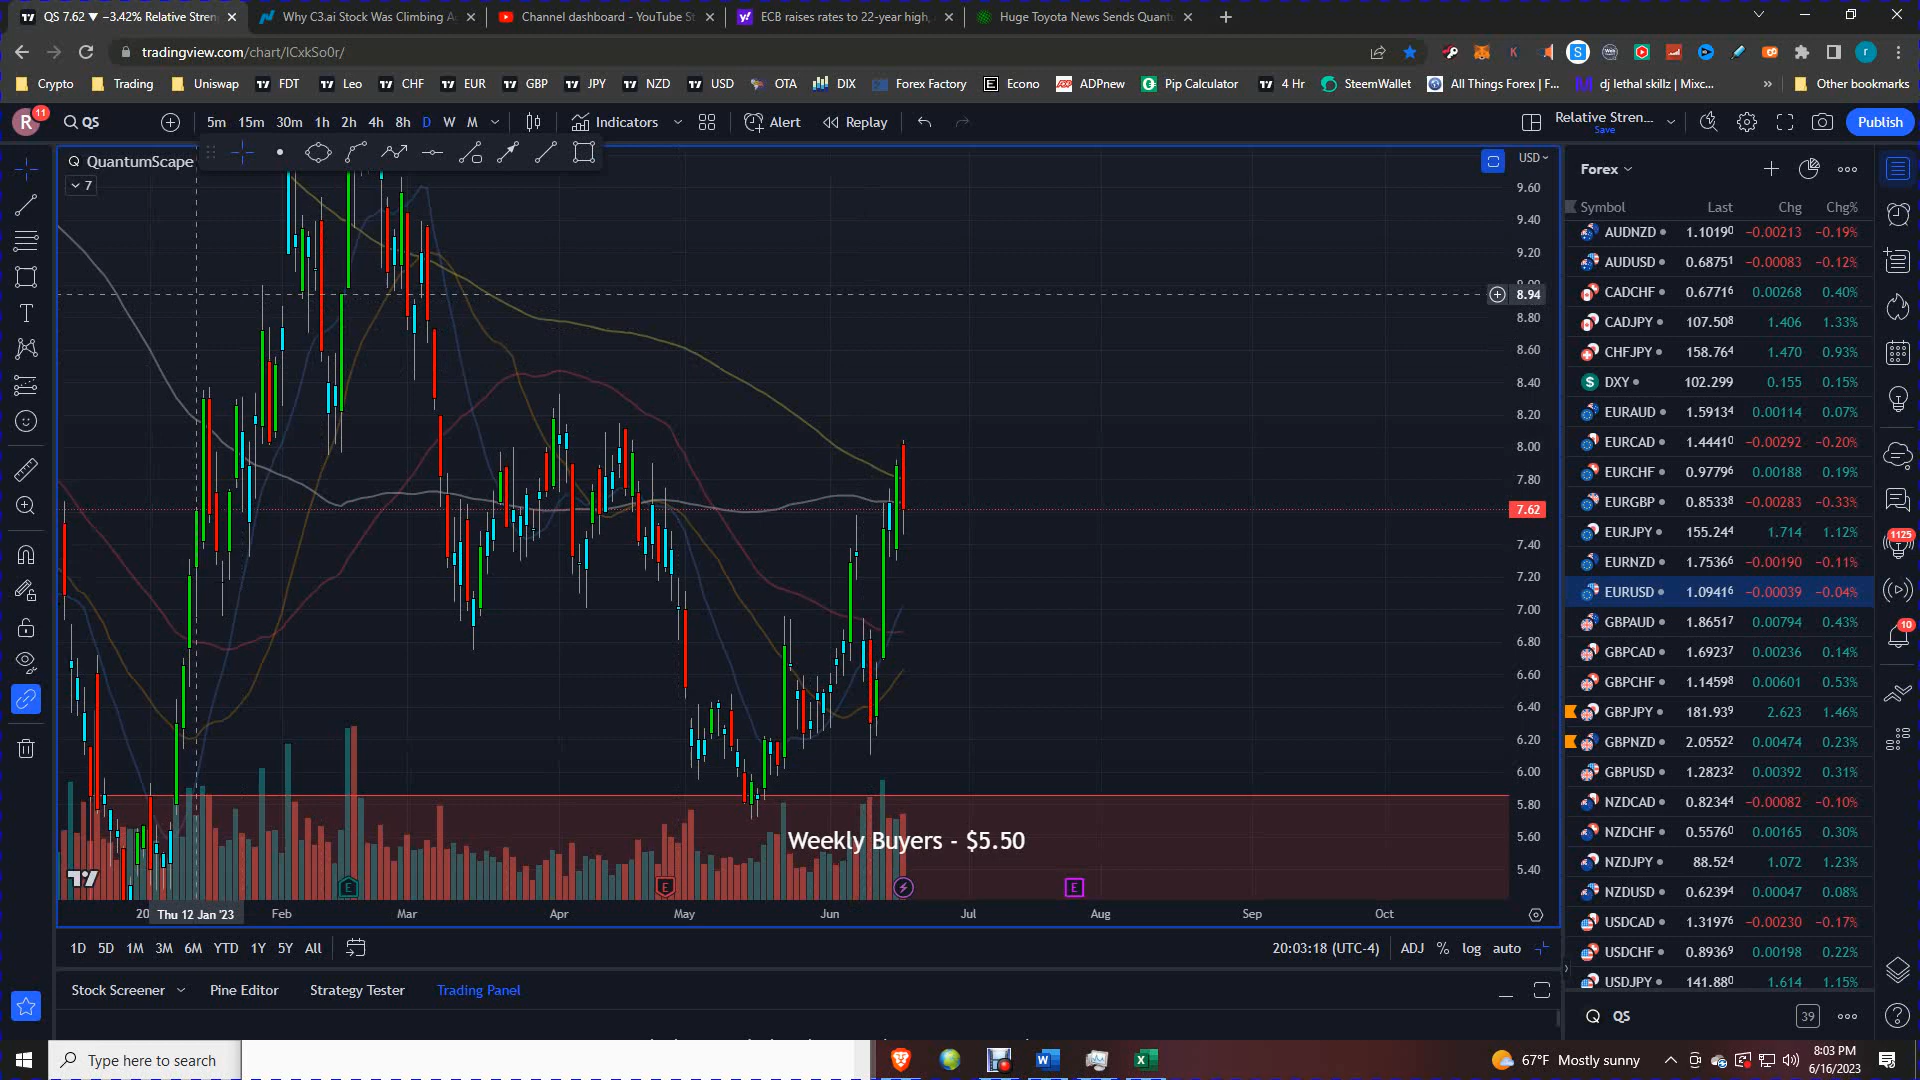 QS 7.62 ▼ −3.42% Relative Stren
Why C3.ai Stock Was Climbing A
Channel dashboard - YouTube St
ECB raises rates to 22-year high,
Huge Toyota News Sends Quant
tradingview.com/chart/lCxkSo0r/
Crypto Trading Uniswap FDT Leo CHF EUR GBP JPY NZD USD OTA DIX Forex Factory Econo ADPnew Pip Calculator 4 Hr SteemWallet All Things Forex | F... dj lethal skillz | Mixc... » Other bookmarks
R 11 QS 5m 15m 30m 1h 2h 4h 8h D W M Indicators Alert Replay Relative Stren... Save Publish
QuantumScape
7
USD
9.60
9.40
9.20
8.94
8.80
8.60
8.40
8.20
8.00
7.80
7.62
7.40
7.20
7.00
6.80
6.60
6.40
6.20
6.00
5.80
5.60
5.40
Weekly Buyers - $5.50
E E E
20 Thu 12 Jan '23 Feb Mar Apr May Jun Jul Aug Sep Oct
1D 5D 1M 3M 6M YTD 1Y 5Y All 20:03:18 (UTC-4) ADJ % log auto
Stock Screener Pine Editor Strategy Tester Trading Panel
Forex
Symbol Last Chg Chg%
AUDNZD 1.10190 −0.00213 −0.19%
AUDUSD 0.68751 −0.00083 −0.12%
CADCHF 0.67716 0.00268 0.40%
CADJPY 107.508 1.406 1.33%
CHFJPY 158.764 1.470 0.93%
DXY 102.299 0.155 0.15%
EURAUD 1.59134 0.00114 0.07%
EURCAD 1.44410 −0.00292 −0.20%
EURCHF 0.97796 0.00188 0.19%
EURGBP 0.85338 −0.00283 −0.33%
EURJPY 155.244 1.714 1.12%
EURNZD 1.75366 −0.00190 −0.11%
EURUSD 1.09416 −0.00039 −0.04%
GBPAUD 1.86517 0.00794 0.43%
GBPCAD 1.69237 0.00236 0.14%
GBPCHF 1.14598 0.00601 0.53%
GBPJPY 181.939 2.623 1.46%
GBPNZD 2.05522 0.00474 0.23%
GBPUSD 1.28232 0.00392 0.31%
NZDCAD 0.82344 −0.00082 −0.10%
NZDCHF 0.55760 0.00165 0.30%
NZDJPY 88.524 1.072 1.23%
NZDUSD 0.62394 0.00047 0.08%
USDCAD 1.31976 −0.00230 −0.17%
USDCHF 0.89369 0.00198 0.22%
USDJPY 141.880 1.614 1.15%
QS 39
1125
10
Type here to search
67°F Mostly sunny
8:03 PM
6/16/2023